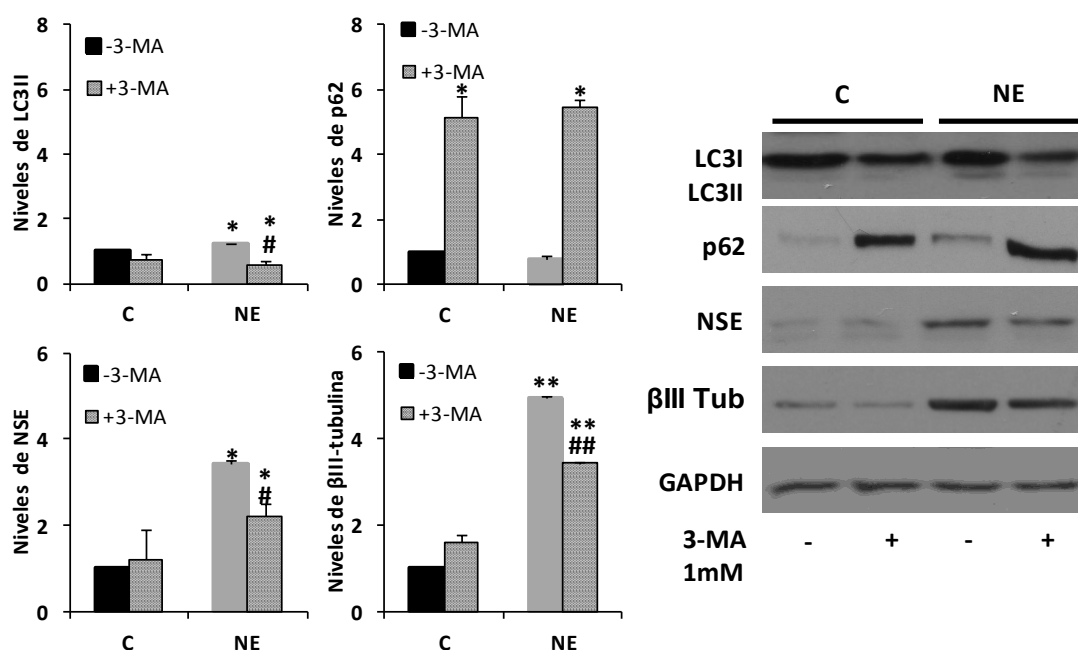 Niveles de LC3II
8
6
4
2
0
-3-MA
+3-MA
*
*
#
C
NE
Niveles de p62
8
6
4
2
0
-3-MA
+3-MA
*
*
C
NE
Niveles de NSE
6
4
2
0
-3-MA
+3-MA
*
*
#
C
NE
Niveles de βIII-tubulina
6
4
2
0
-3-MA
+3-MA
**
**
##
C
NE
C
NE
LC3I
LC3II
p62
NSE
βIII Tub
GAPDH
3-MA - + - +
1mM